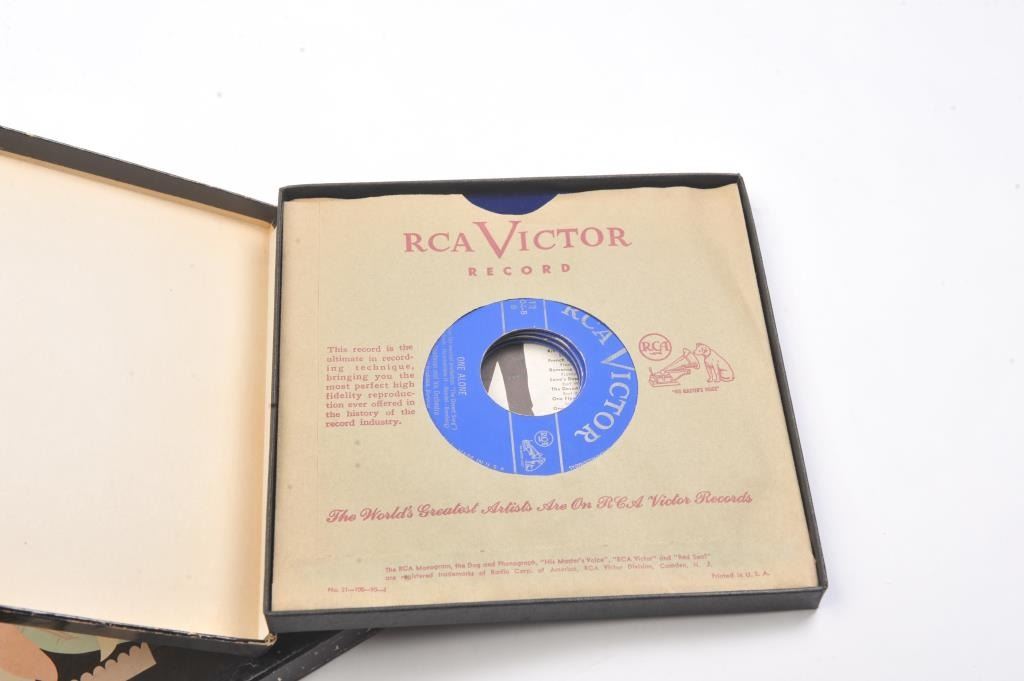 RCA VICTOR
RECORD
This record is the
ultimate in record-
ing technique,
bringing you the
most perfect high
fidelity reproduc-
tion ever offered in
the history of the
record industry.
ONE ALONE
RCA VICTOR
RCA
RCA
"HIS MASTER'S VOICE"
The World's Greatest Artists Are On RCA Victor Records
The RCA Monogram, the Dog and Phonograph, "His Master's Voice", "RCA Victor" and "Red Seal"
are registered trademarks of Radio Corp. of America, RCA Victor Division, Camden, N. J.
Printed in U. S. A.